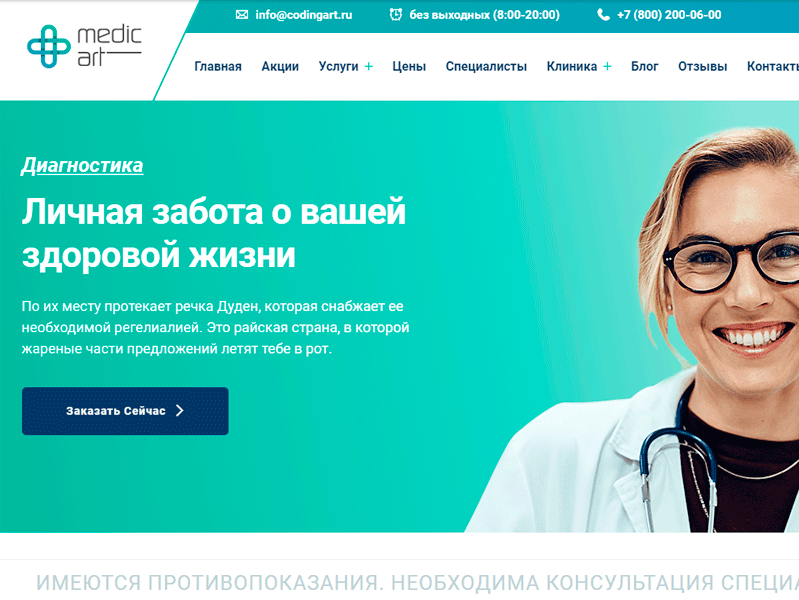 medic
art
info@codingart.ru
без выходных (8:00-20:00)
+7 (800) 200-06-00
Главная Акции Услуги + Цены Специалисты Клиника + Блог Отзывы Контакты
Диагностика
Личная забота о вашей
здоровой жизни
По их месту протекает речка Дуден, которая снабжает ее
необходимой регелиалией. Это райская страна, в которой
жареные части предложений летят тебе в рот.
Заказать Сейчас
ИМЕЮТСЯ ПРОТИВОПОКАЗАНИЯ. НЕОБХОДИМА КОНСУЛЬТАЦИЯ СПЕЦИА